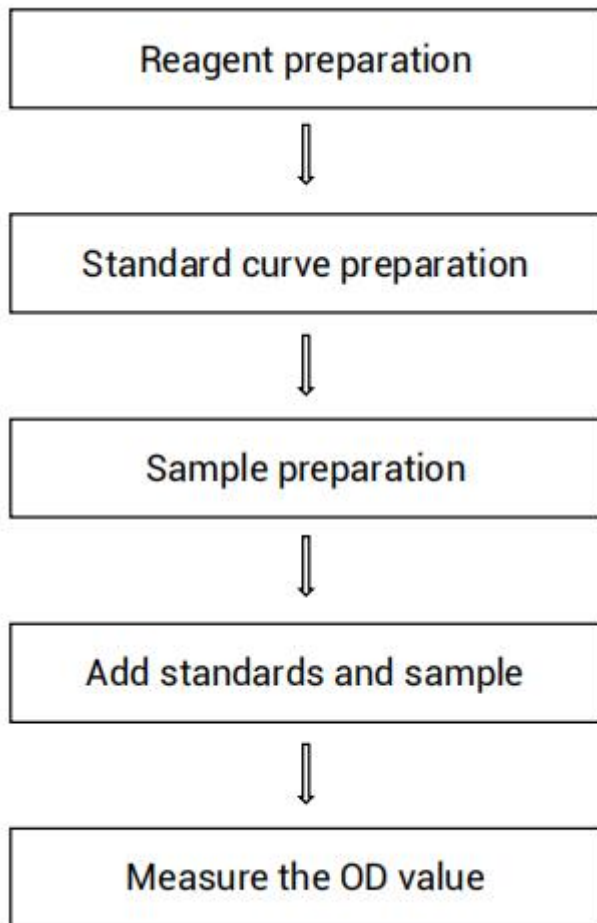 Reagent preparation
Standard curve preparation
Sample preparation
Add standards and sample
Measure the OD value